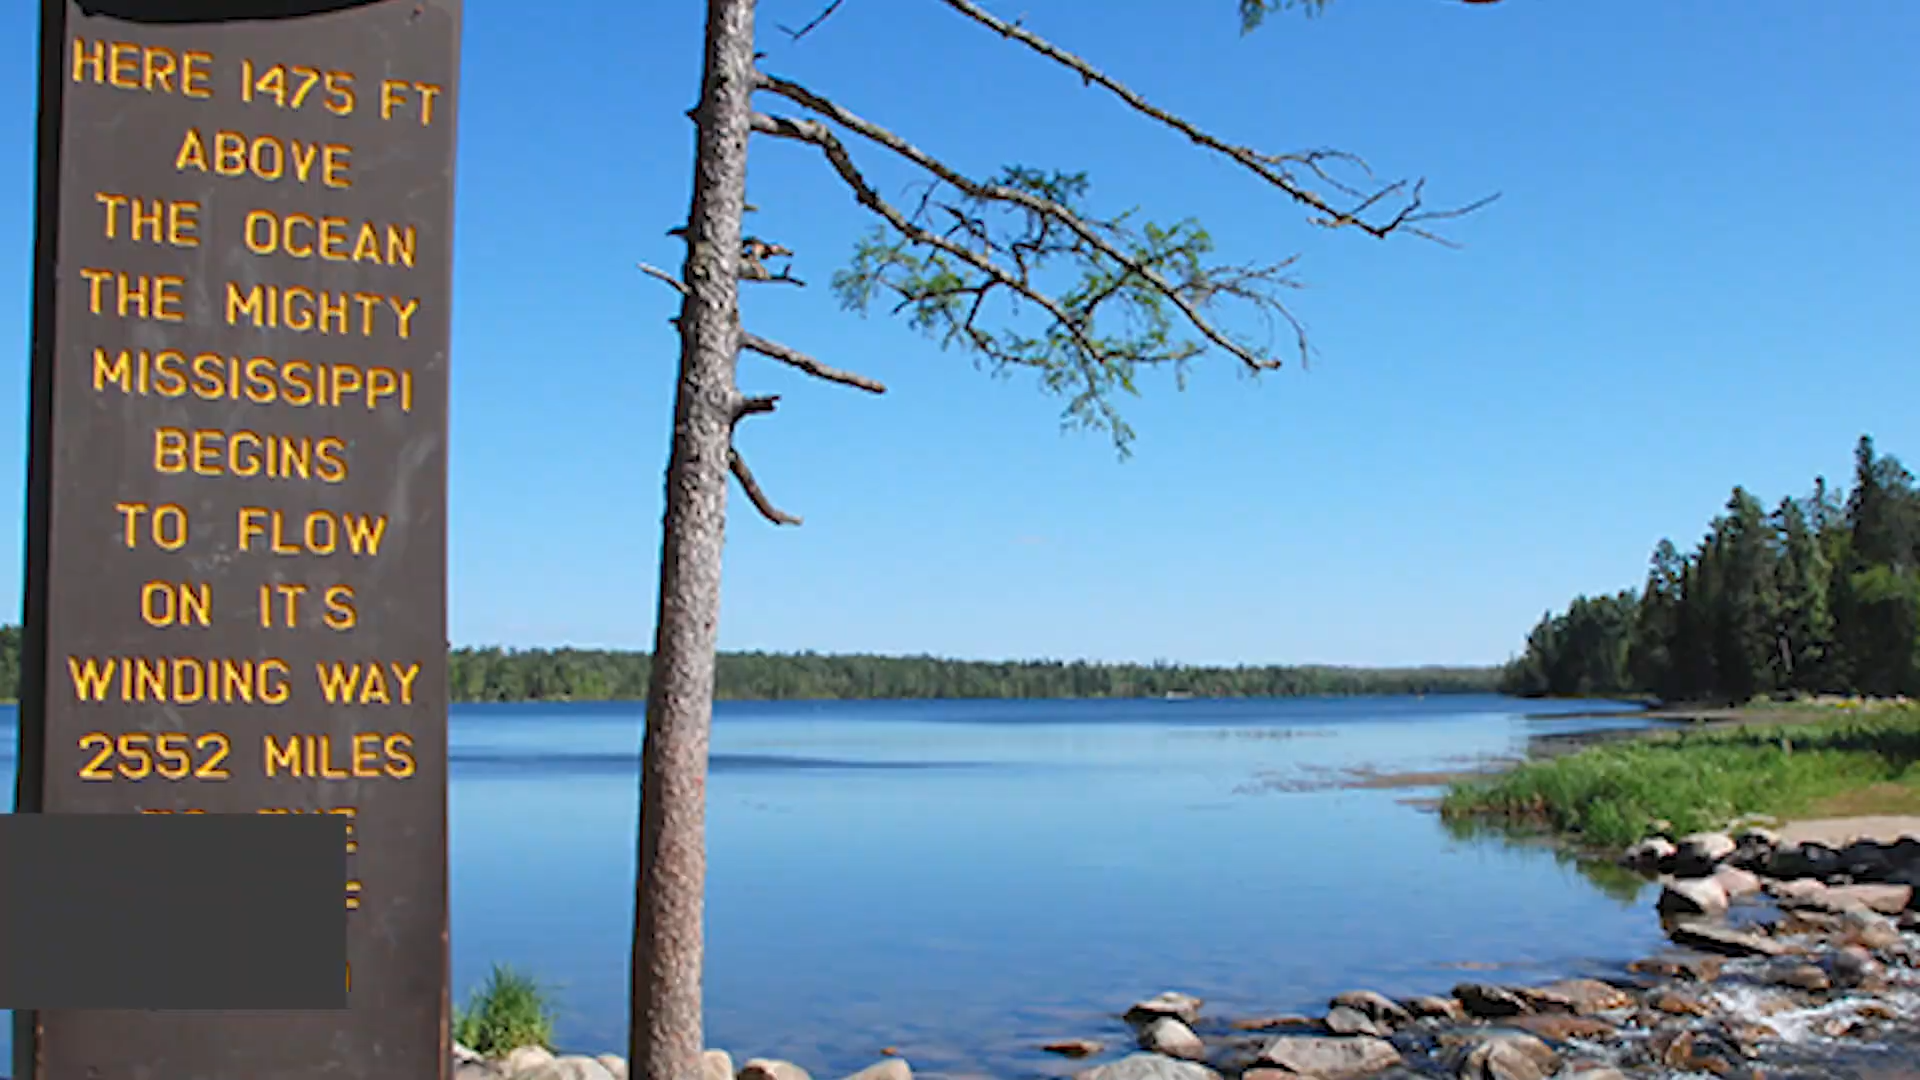 HERE 1475 FT
ABOVE
THE OCEAN
THE MIGHTY
MISSISSIPPI
BEGINS
TO FLOW
ON IT'S
WINDING WAY
2552 MILES